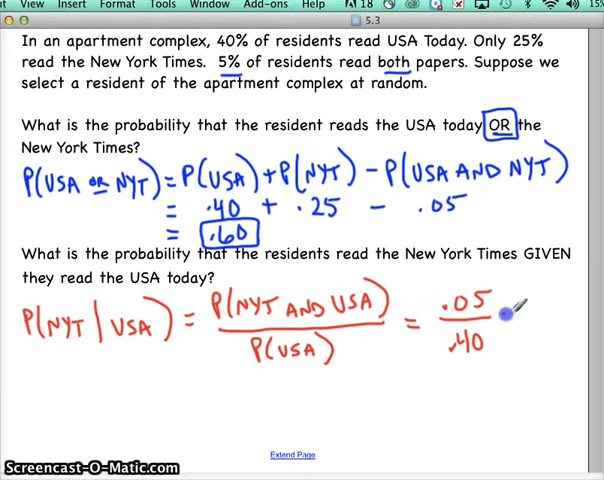 View Insert Format Tools Window Add-ons Help 18 15%
5.3
In an apartment complex, 40% of residents read USA Today. Only 25%
read the New York Times. 5% of residents read both papers. Suppose we
select a resident of the apartment complex at random.
What is the probability that the resident reads the USA today OR the
New York Times?
P(USA OR NYT) = P(USA) + P(NYT) - P(USA AND NYT)
= .40 + .25 - .05
= .60
What is the probability that the residents read the New York Times GIVEN
they read the USA today?
P(NYT | USA) = P(NYT AND USA) / P(USA) = .05 / .40
Extend Page
Screencast-O-Matic.com